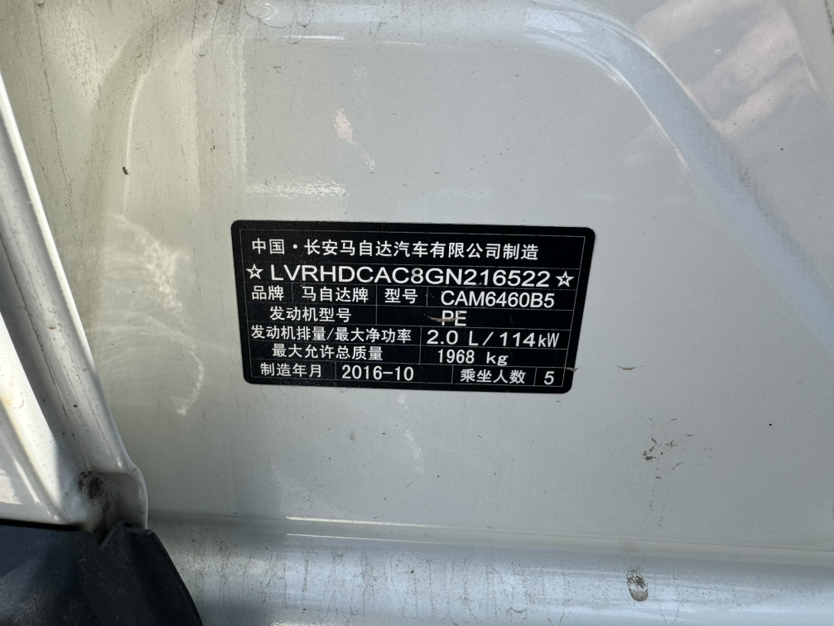 中国·长安马自达汽车有限公司制造
☆LVRHDCAC8GN216522☆
品牌 马自达牌 型号 CAM6460B5
发动机型号 PE
发动机排量/最大净功率 2.0 L/114kW
最大允许总质量 1968 kg
制造年月 2016-10 乘坐人数 5